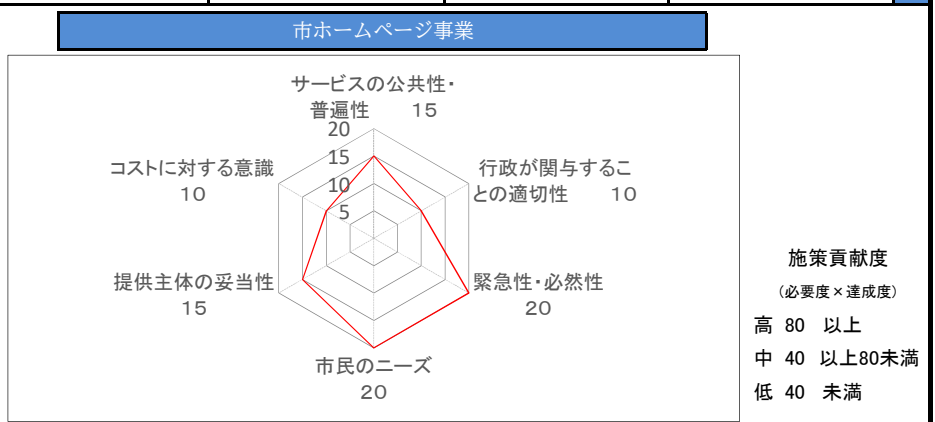 市ホームページ事業
サービスの公共性・
普遍性 15
20
15
10
5
コストに対する意識
10
行政が関与するこ
との適切性 10
提供主体の妥当性
15
緊急性・必然性
20
市民のニーズ
20
施策貢献度
（必要度×達成度）
高 80 以上
中 40 以上80未満
低 40 未満